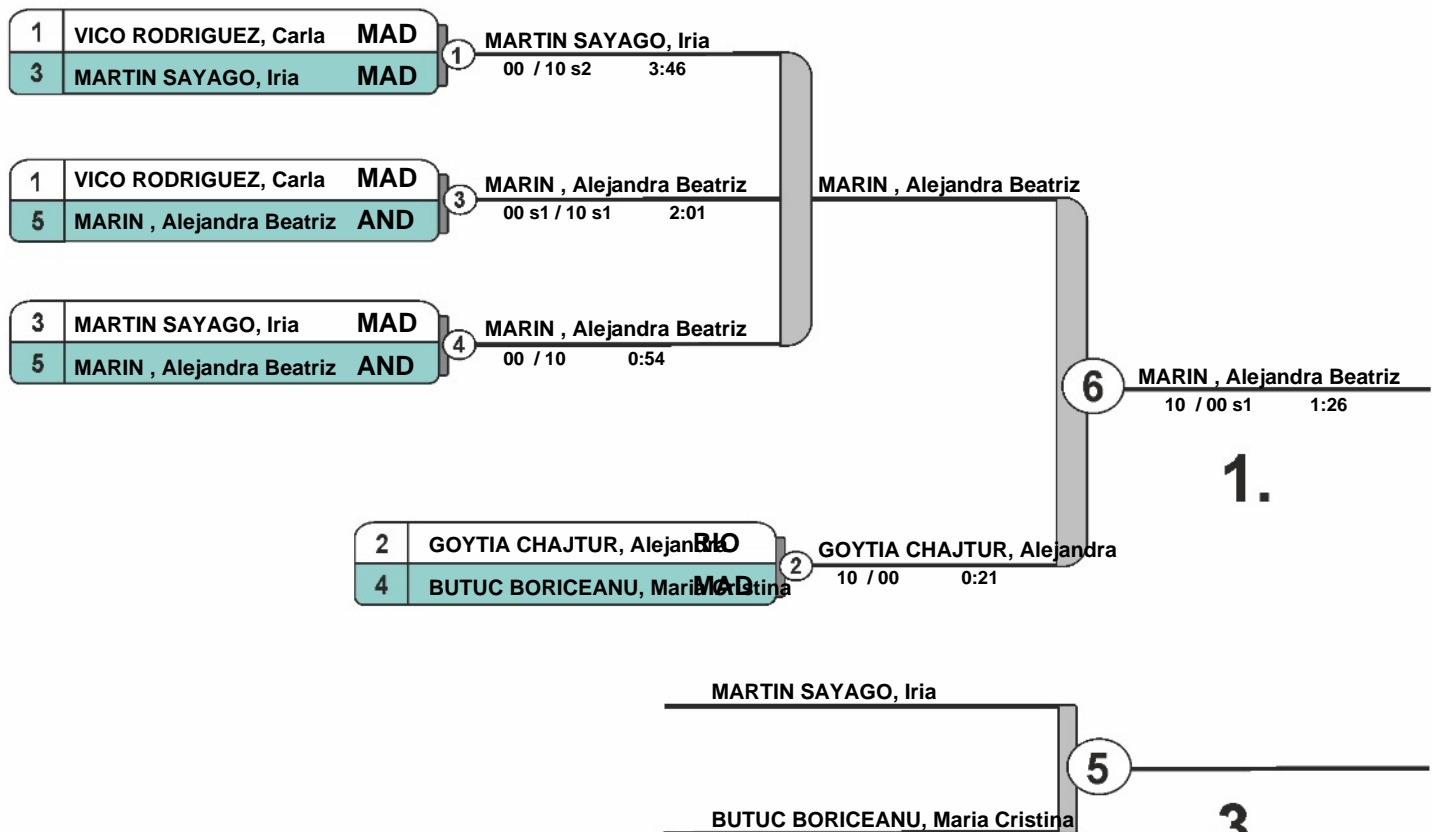 1 VICO RODRIGUEZ, Carla MAD
3 MARTIN SAYAGO, Iria MAD
1 MARTIN SAYAGO, Iria
00 / 10 s2 3:46
1 VICO RODRIGUEZ, Carla MAD
5 MARIN , Alejandra Beatriz AND
3 MARIN , Alejandra Beatriz
00 s1 / 10 s1 2:01
MARIN , Alejandra Beatriz
3 MARTIN SAYAGO, Iria MAD
5 MARIN , Alejandra Beatriz AND
4 MARIN , Alejandra Beatriz
00 / 10 0:54
6 MARIN , Alejandra Beatriz
10 / 00 s1 1:26
1.
2 GOYTIA CHAJTUR, Alejandra RIO
4 BUTUC BORICEANU, Maria Cristina MAD
2 GOYTIA CHAJTUR, Alejandra
10 / 00 0:21
MARTIN SAYAGO, Iria
5
BUTUC BORICEANU, Maria Cristina
3